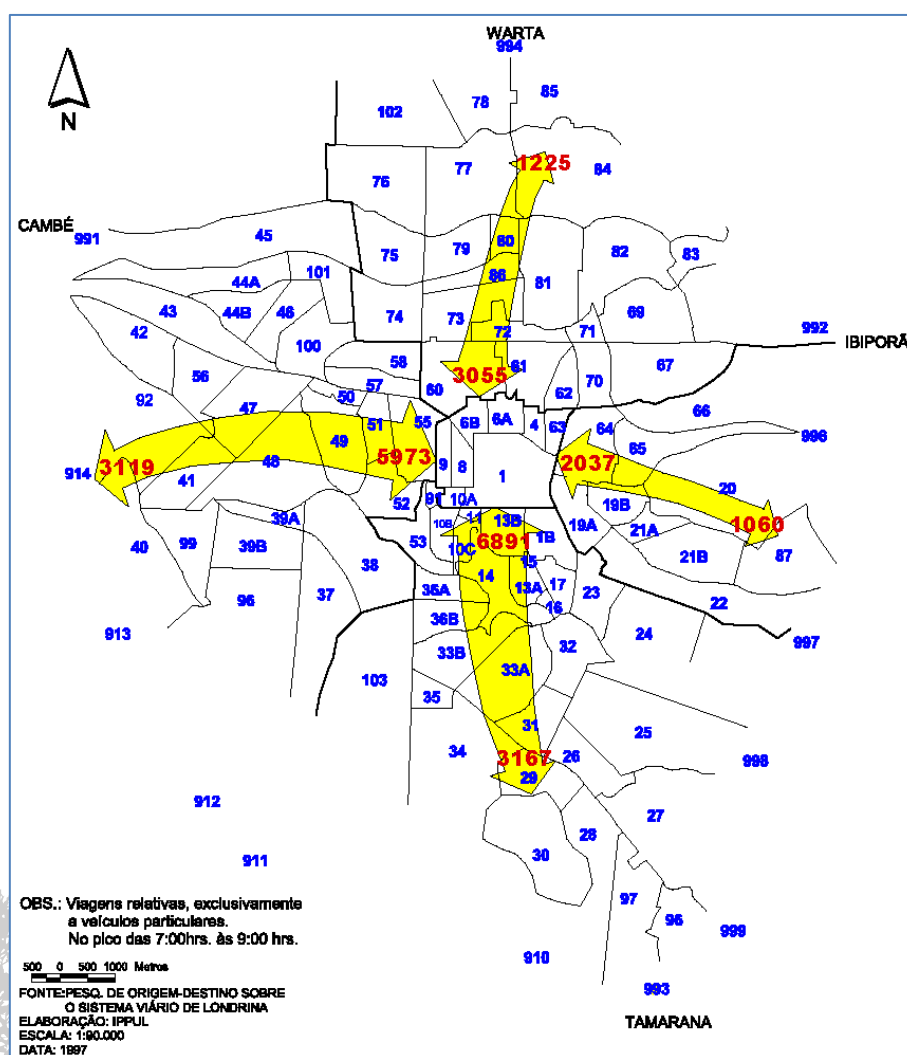 WARTA
994
85
78
102
N
1225
84
77
76
CAMBÉ
991
45
80
82
79
83
75
101
86
44A
81
43
44B
46
69
74
73
42
72
71
992
100
IBIPORÃ
58
61
67
56
3055
57
60
62
70
92
50
66
47
51
55
6B
6A
4
63
64
996
49
65
5973
2037
3119
48
9
8
1
914
20
41
91
10A
52
19B
11
13B
39A
10B
1060
19A
21A
1B
40
99
53
6891
39B
10C
87
21B
15
38
14
17
36A
13A
23
37
96
22
16
36B
913
24
32
997
33B
33A
103
35
31
25
34
3167
26
998
29
912
27
28
30
911
97
OBS.: Viagens relativas, exclusivamente
a veículos particulares.
No pico das 7:00hrs. às 9:00 hrs.
96
999
910
500 0 500 1000 Metros
993
FONTE:PESQ. DE ORIGEM-DESTINO SOBRE
O SISTEMA VIÁRIO DE LONDRINA
ELABORAÇÃO: IPPUL
TAMARANA
ESCALA: 1:90.000
DATA: 1997